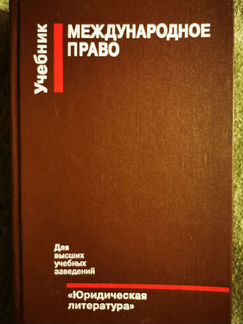 Учебник
МЕЖДУНАРОДНОЕ
ПРАВО
Для
высших
учебных
заведений
«Юридическая
литература»